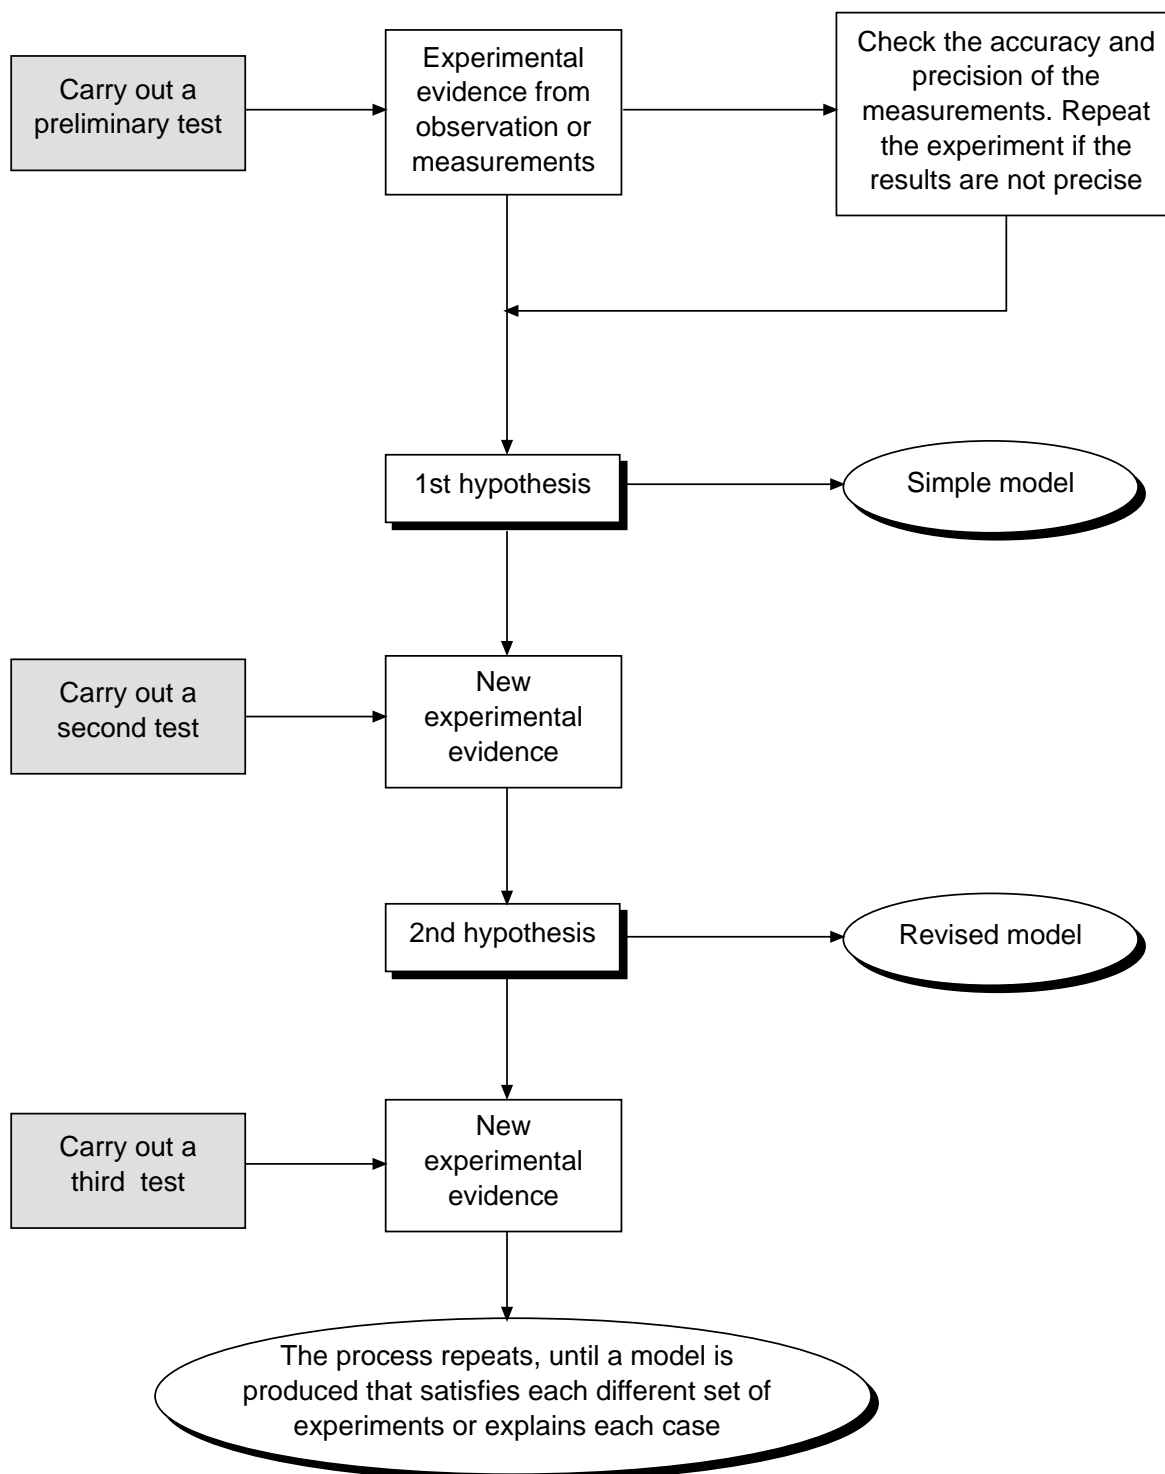 Carry out a
preliminary test
Experimental
evidence from
observation or
measurements
Check the accuracy and
precision of the
measurements. Repeat
the experiment if the
results are not precise
1st hypothesis
Simple model
Carry out a
second test
New
experimental
evidence
2nd hypothesis
Revised model
Carry out a
third test
New
experimental
evidence
The process repeats, until a model is
produced that satisfies each different set of
experiments or explains each case